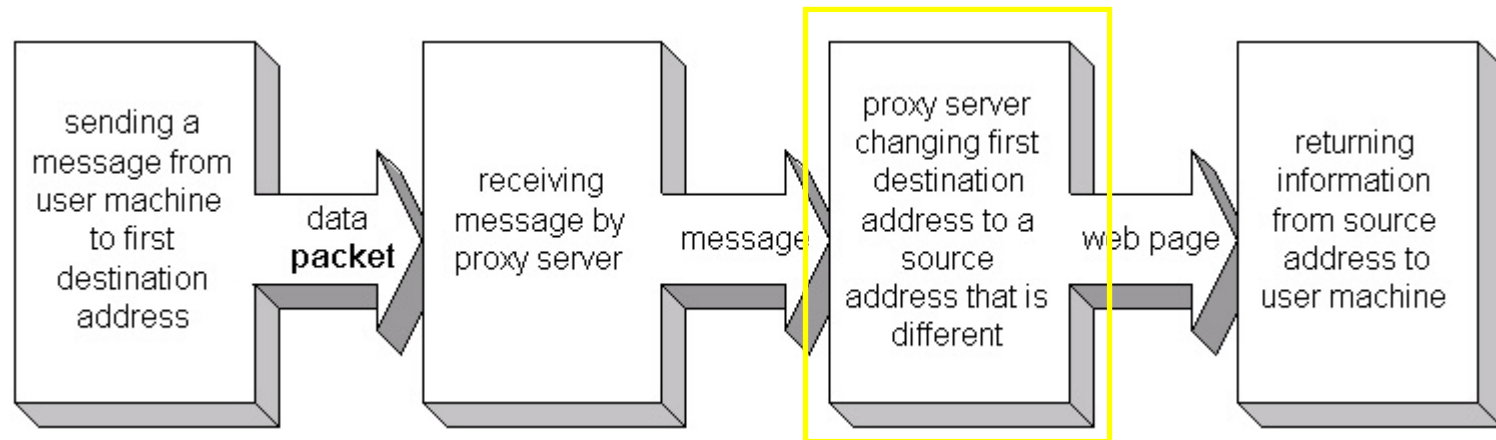 sending a
message from
user machine
to first
destination
address
data
packet
receiving
message by
proxy server
message
proxy server
changing first
destination
address to a
source
address that is
different
web page
returning
information
from source
address to
user machine